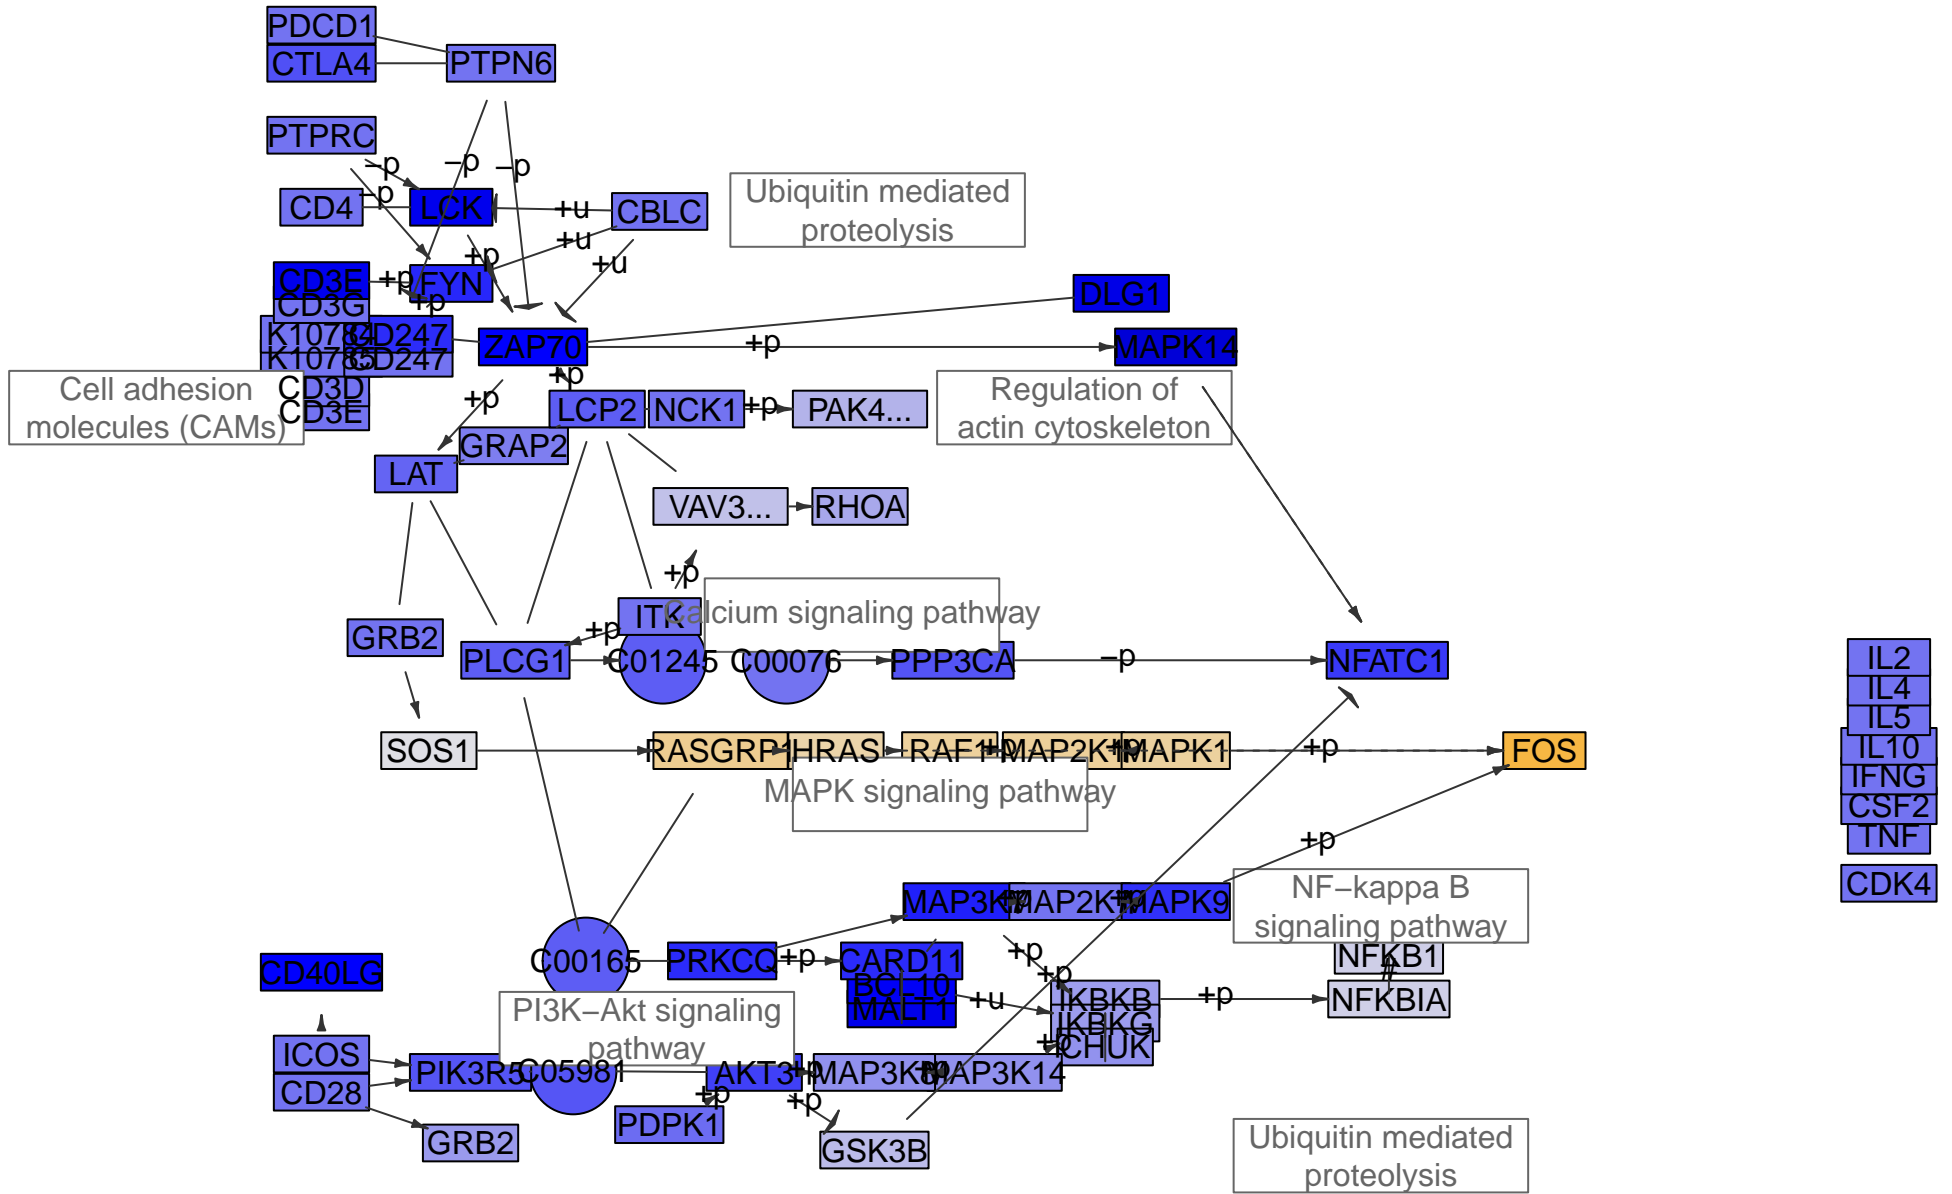 PDCD1
CTLA4
PTPN6
PTPRC
–p
–p
–p
–p
CD4
LCK
+u
CBLC
Ubiquitin mediated
proteolysis
+u
+p
+u
CD3E
+p
FYN
+p
CD3G
DLG1
CD247
ZAP70
+p
MAPK14
CD247
+p
CD3D
CD3E
Cell adhesion
molecules (CAMs)
+p
LCP2
NCK1
+p
PAK4...
Regulation of
actin cytoskeleton
GRAP2
LAT
VAV3...
RHOA
+p
ITK
Calcium signaling pathway
GRB2
+p
PLCG1
C01245
C00076
PPP3CA
–p
NFATC1
IL2
IL4
IL5
IL10
IFNG
CSF2
TNF
CDK4
SOS1
RASGRP1
HRAS
RAF1
MAPK1
+p
FOS
MAPK signaling pathway
+p
MAPK9
NF–kappa B
signaling pathway
+p
NFKB1
C00165
PRKCQ
+p
CARD11
+p
CD40LG
BCL10
MALT1
+u
IKBKB
IKBKG
CHUK
+p
+p
NFKBIA
PI3K–Akt signaling
pathway
ICOS
CD28
PIK3R5
C05981
AKT3
+p
MAP3K14
+p
+p
PDPK1
GRB2
GSK3B
Ubiquitin mediated
proteolysis